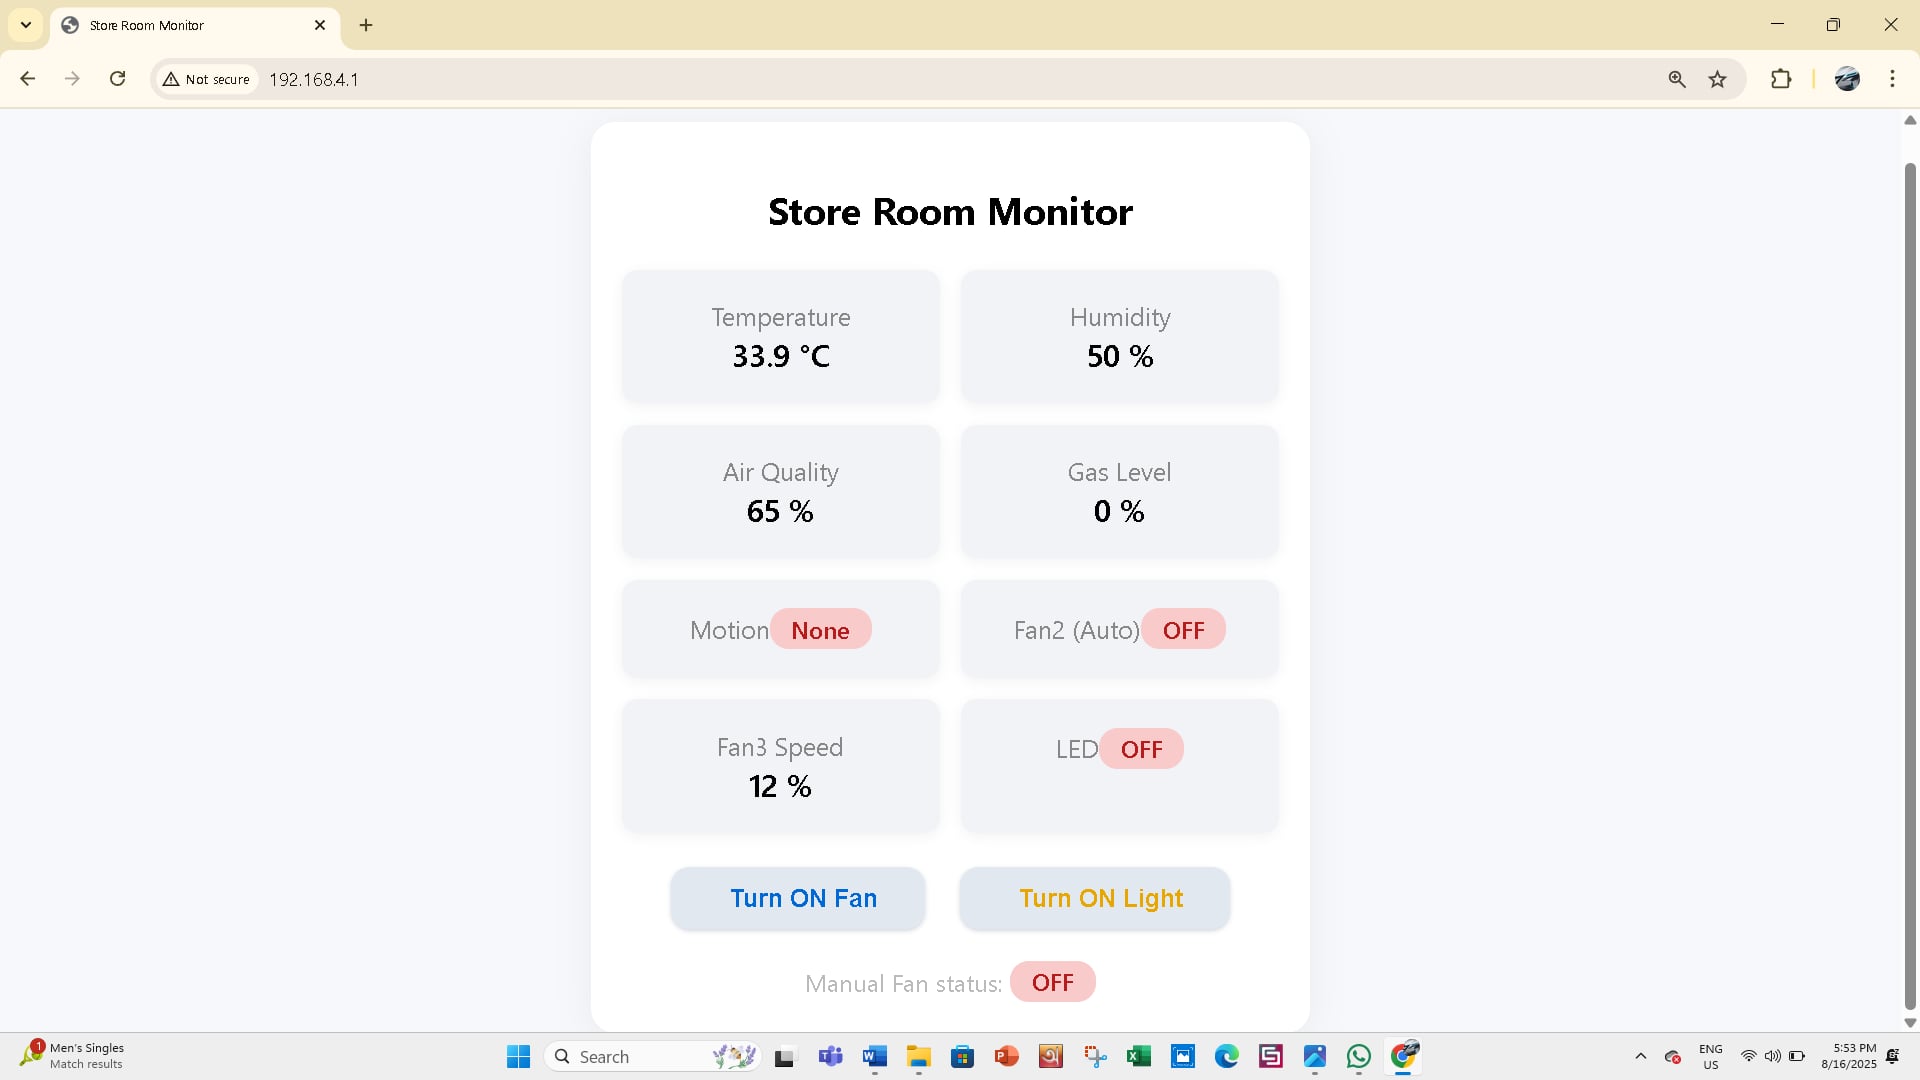 Store Room Monitor
Not secure 192.168.4.1
Store Room Monitor
Temperature
33.9 °C
Humidity
50 %
Air Quality
65 %
Gas Level
0 %
Motion None
Fan2 (Auto) OFF
Fan3 Speed
12 %
LED OFF
Turn ON Fan
Turn ON Light
Manual Fan status: OFF
1
Men's Singles
Match results
Search
ENG
US
5:53 PM
8/16/2025